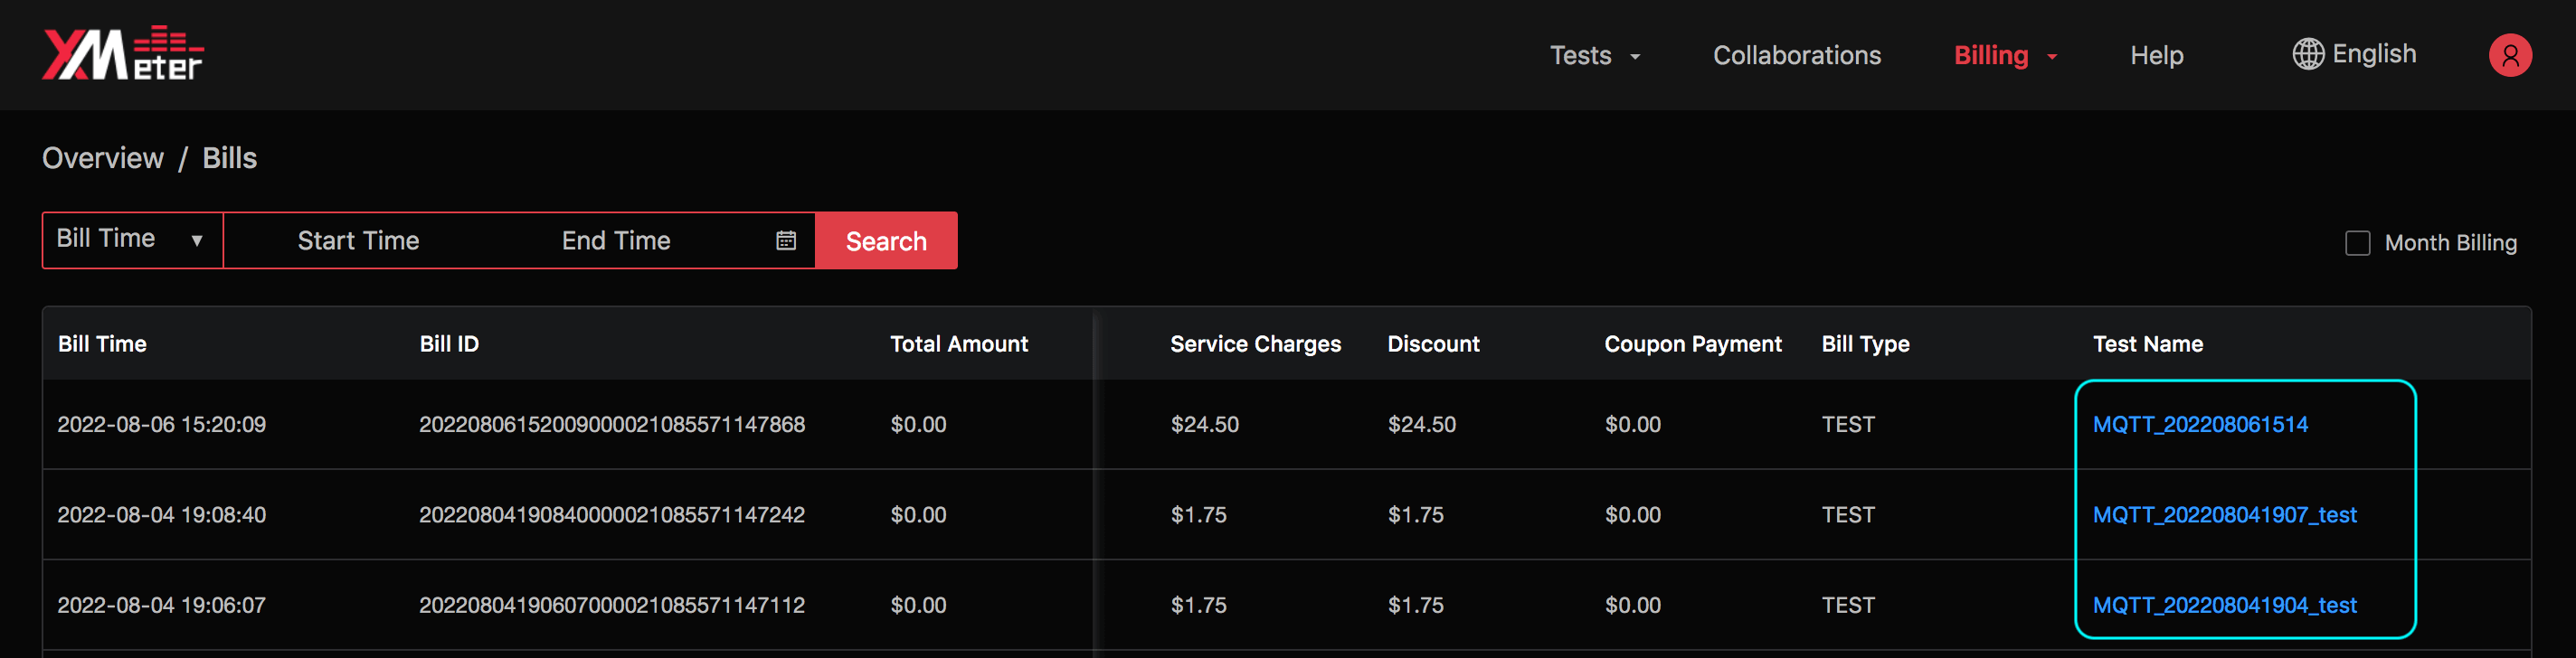 XMeter
Tests Collaborations Billing Help English
Overview / Bills
Bill Time ▼ Start Time End Time Search Month Billing
Bill Time Bill ID Total Amount Service Charges Discount Coupon Payment Bill Type Test Name
2022-08-06 15:20:09 20220806152009000021085571147868 $0.00 $24.50 $24.50 $0.00 TEST MQTT_202208061514
2022-08-04 19:08:40 20220804190840000021085571147242 $0.00 $1.75 $1.75 $0.00 TEST MQTT_202208041907_test
2022-08-04 19:06:07 20220804190607000021085571147112 $0.00 $1.75 $1.75 $0.00 TEST MQTT_202208041904_test